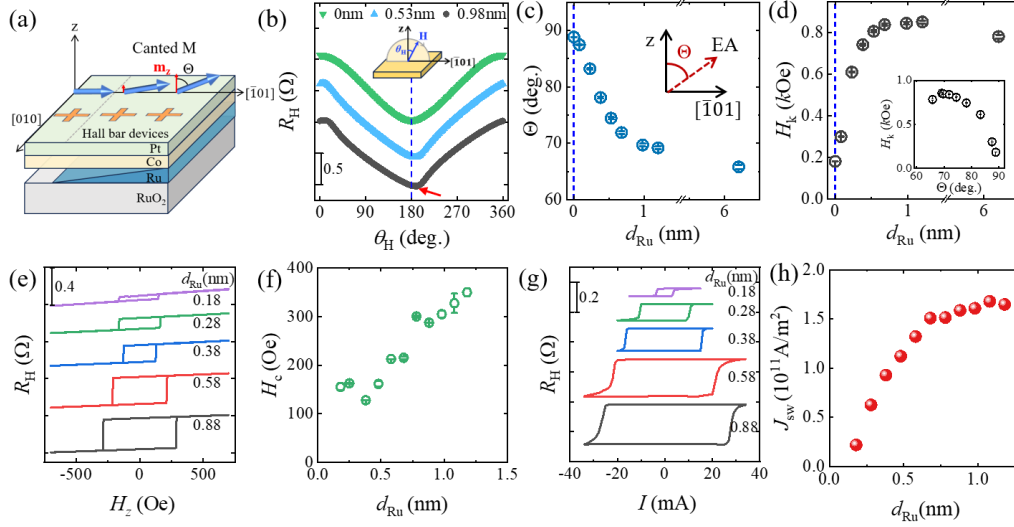 (a)
z
Canted M
m_z
Θ
[1̄01]
[010]
Hall bar devices
Pt
Co
Ru
RuO₂
(b)
0nm
0.53nm
0.98nm
z
θ_H
H
[1̄01]
R_H (Ω)
0.5
0
90
180
270
360
θ_H (deg.)
(c)
90
80
70
60
Θ (deg.)
z
Θ
EA
[1̄01]
0
1
6
d_Ru (nm)
(d)
0.8
0.6
0.4
0.2
0.0
H_k (kOe)
1.0
0.5
0.0
H_k (kOe)
60
70
80
90
Θ (deg.)
0
1
6
d_Ru (nm)
(e)
0.4
d_Ru(nm)
0.18
0.28
0.38
0.58
0.88
R_H (Ω)
-500
0
500
H_z (Oe)
(f)
400
300
200
100
0
H_c (Oe)
0.0
0.5
1.0
1.5
d_Ru (nm)
(g)
0.2
d_Ru(nm)
0.18
0.28
0.38
0.58
0.88
R_H (Ω)
-40
-20
0
20
40
I (mA)
(h)
2.0
1.5
1.0
0.5
0.0
J_sw (10¹¹A/m²)
0.0
0.5
1.0
d_Ru(nm)